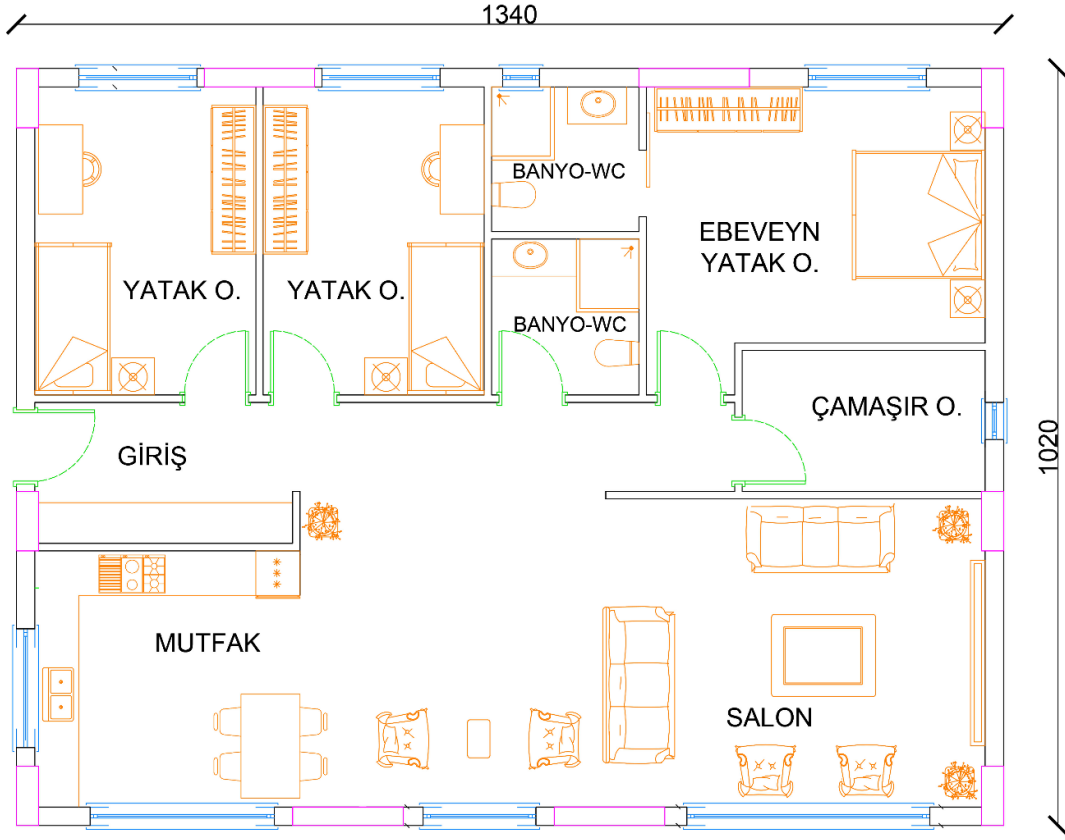 1340
BANYO-WC
EBEVEYN
YATAK O.
YATAK O.
YATAK O.
BANYO-WC
ÇAMAŞIR O.
GİRİŞ
1020
MUTFAK
SALON